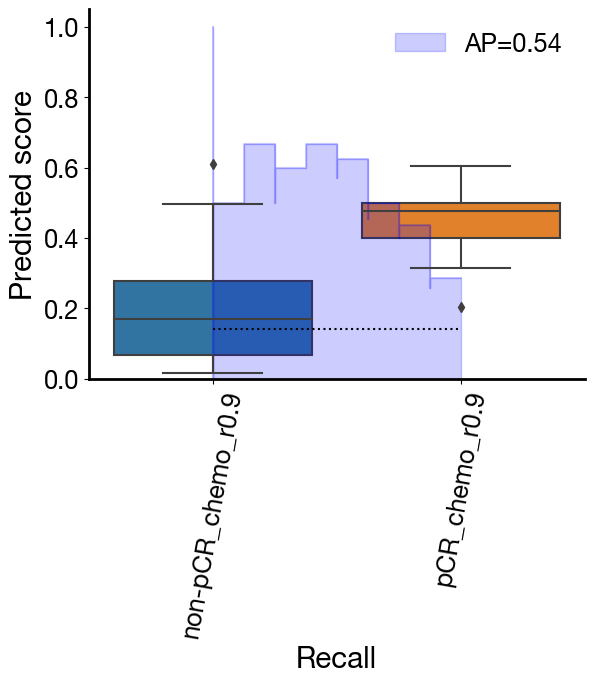 AP=0.54
Predicted score
1.0
0.8
0.6
0.4
0.2
0.0
non-pCR_chemo_r0.9
pCR_chemo_r0.9
Recall